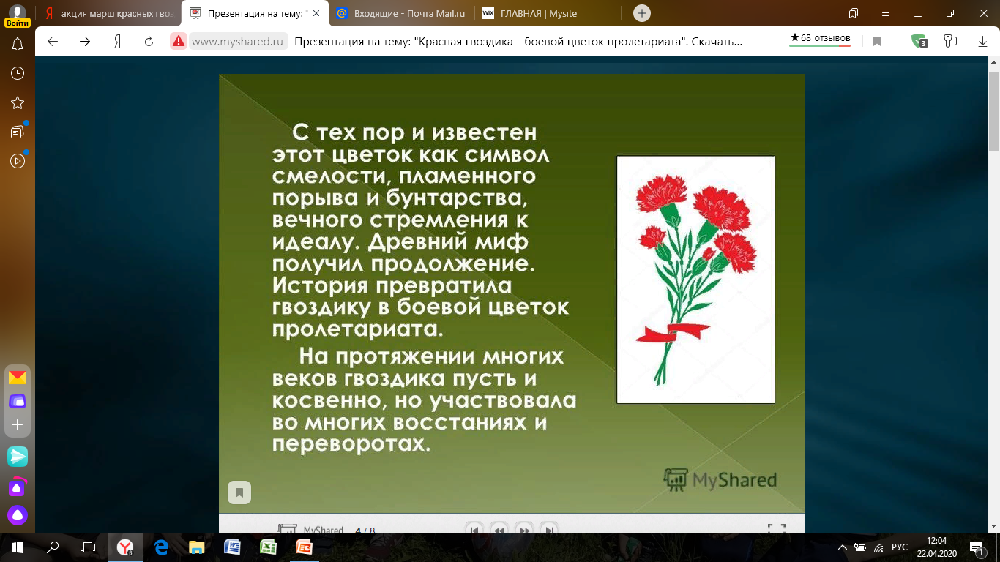 акция марш красных гвоз
Презентация на тему: "
Входящие - Почта Mail.ru
WIX ГЛАВНАЯ | Mysite
Войти
www.myshared.ru Презентация на тему: "Красная гвоздика - боевой цветок пролетариата". Скачать...
★68 отзывов
3
С тех пор и известен
этот цветок как символ
смелости, пламенного
порыва и бунтарства,
вечного стремления к
идеалу. Древний миф
получил продолжение.
История превратила
гвоздику в боевой цветок
пролетариата.
На протяжении многих
веков гвоздика пусть и
косвенно, но участвовала
во многих восстаниях и
переворотах.
MyShared
MyShared 4 / 8
РУС
12:04
22.04.2020
1